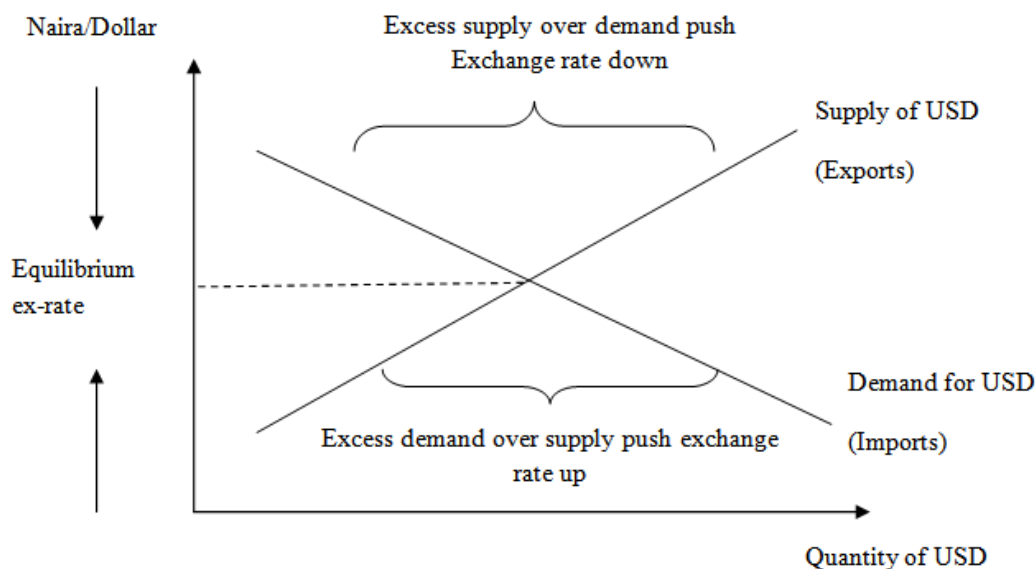 Naira/Dollar
Excess supply over demand push
Exchange rate down
Supply of USD
(Exports)
Equilibrium
ex-rate
Demand for USD
(Imports)
Excess demand over supply push exchange
rate up
Quantity of USD